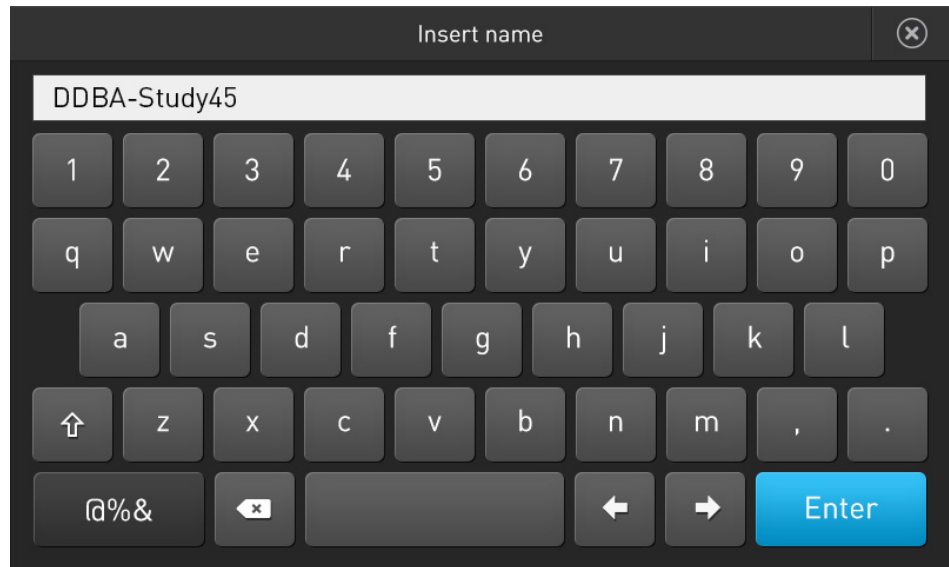 Insert name
DDBA-Study45
1 2 3 4 5 6 7 8 9 0
q w e r t y u i o p
a s d f g h j k l
z x c v b n m , .
@%& Enter